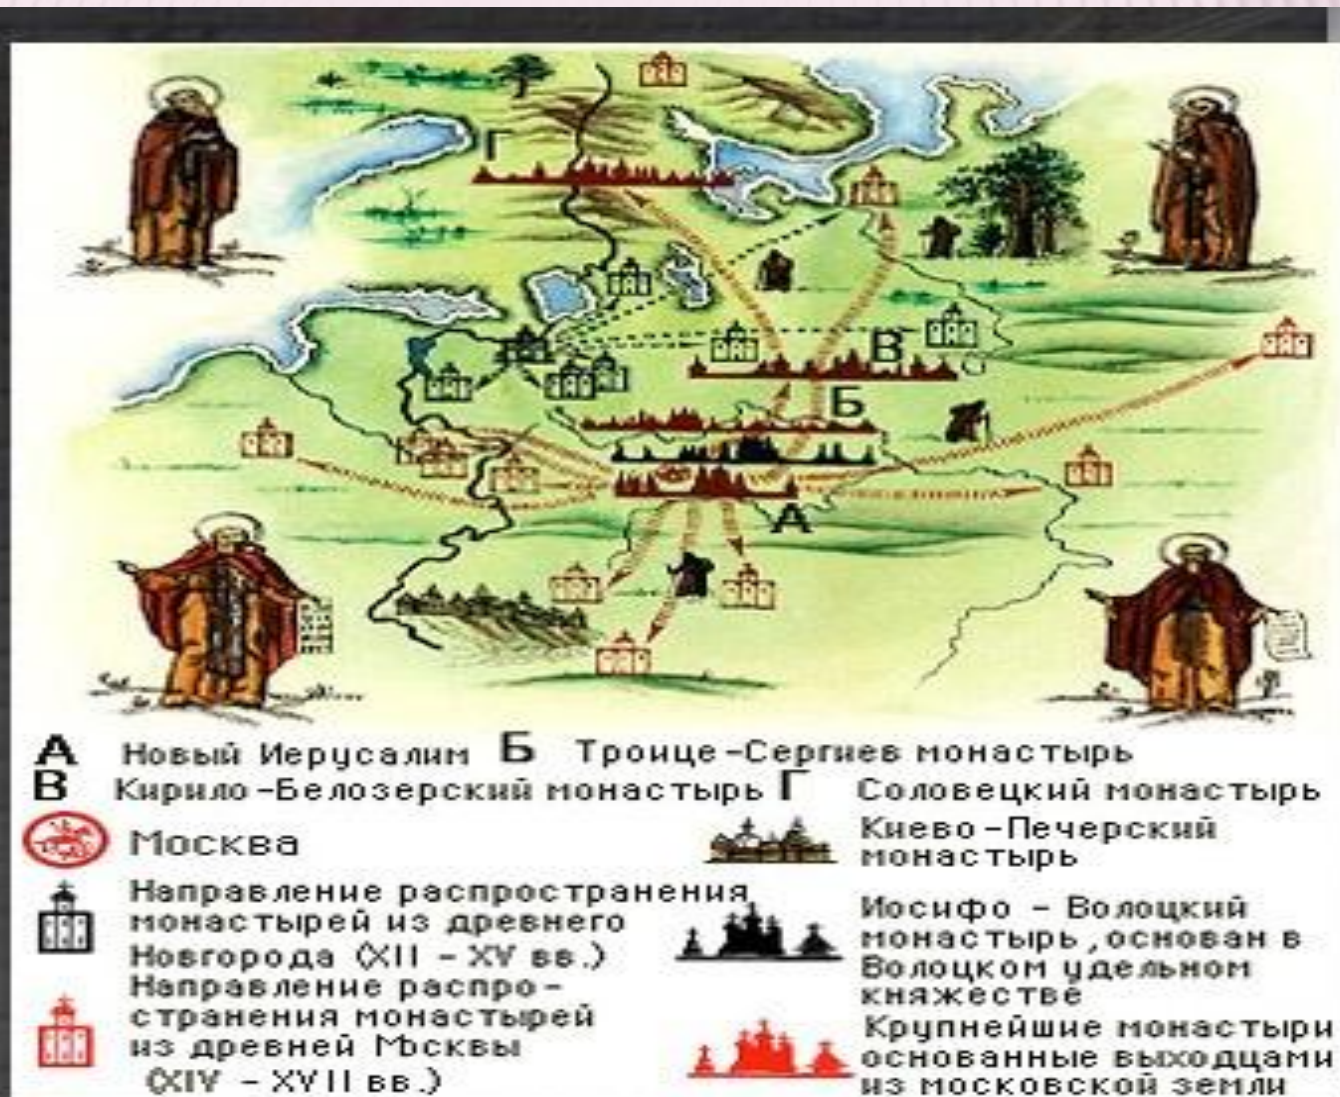 Г
В
Б
А
А Новый Иерусалим Б Троице-Сергиев монастырь
В Кирило-Белозерский монастырь Г Соловецкий монастырь
Москва
Направление распространения
монастырей из древнего
Новгорода (XII - XV вв.)
Направление распро-
странения монастырей
из древней Мосвы
(XIV - XVII вв.)
Киево-Печерский
монастырь
Иосифо - Волоцкий
монастырь, основан в
Волоцком удельном
княжестве
Крупнейшие монастыри
основанные выходцами
из московской земли